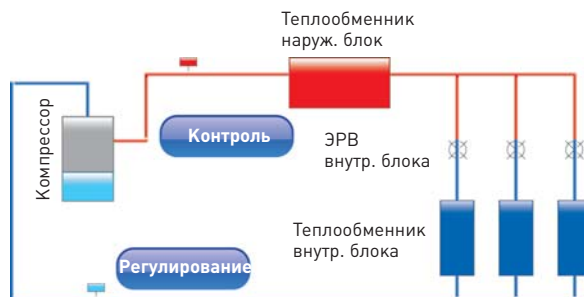 Теплообменник
наруж. блок
Компрессор
Контроль
ЭРВ
внутр. блока
Теплообменник
внутр. блока
Регулирование